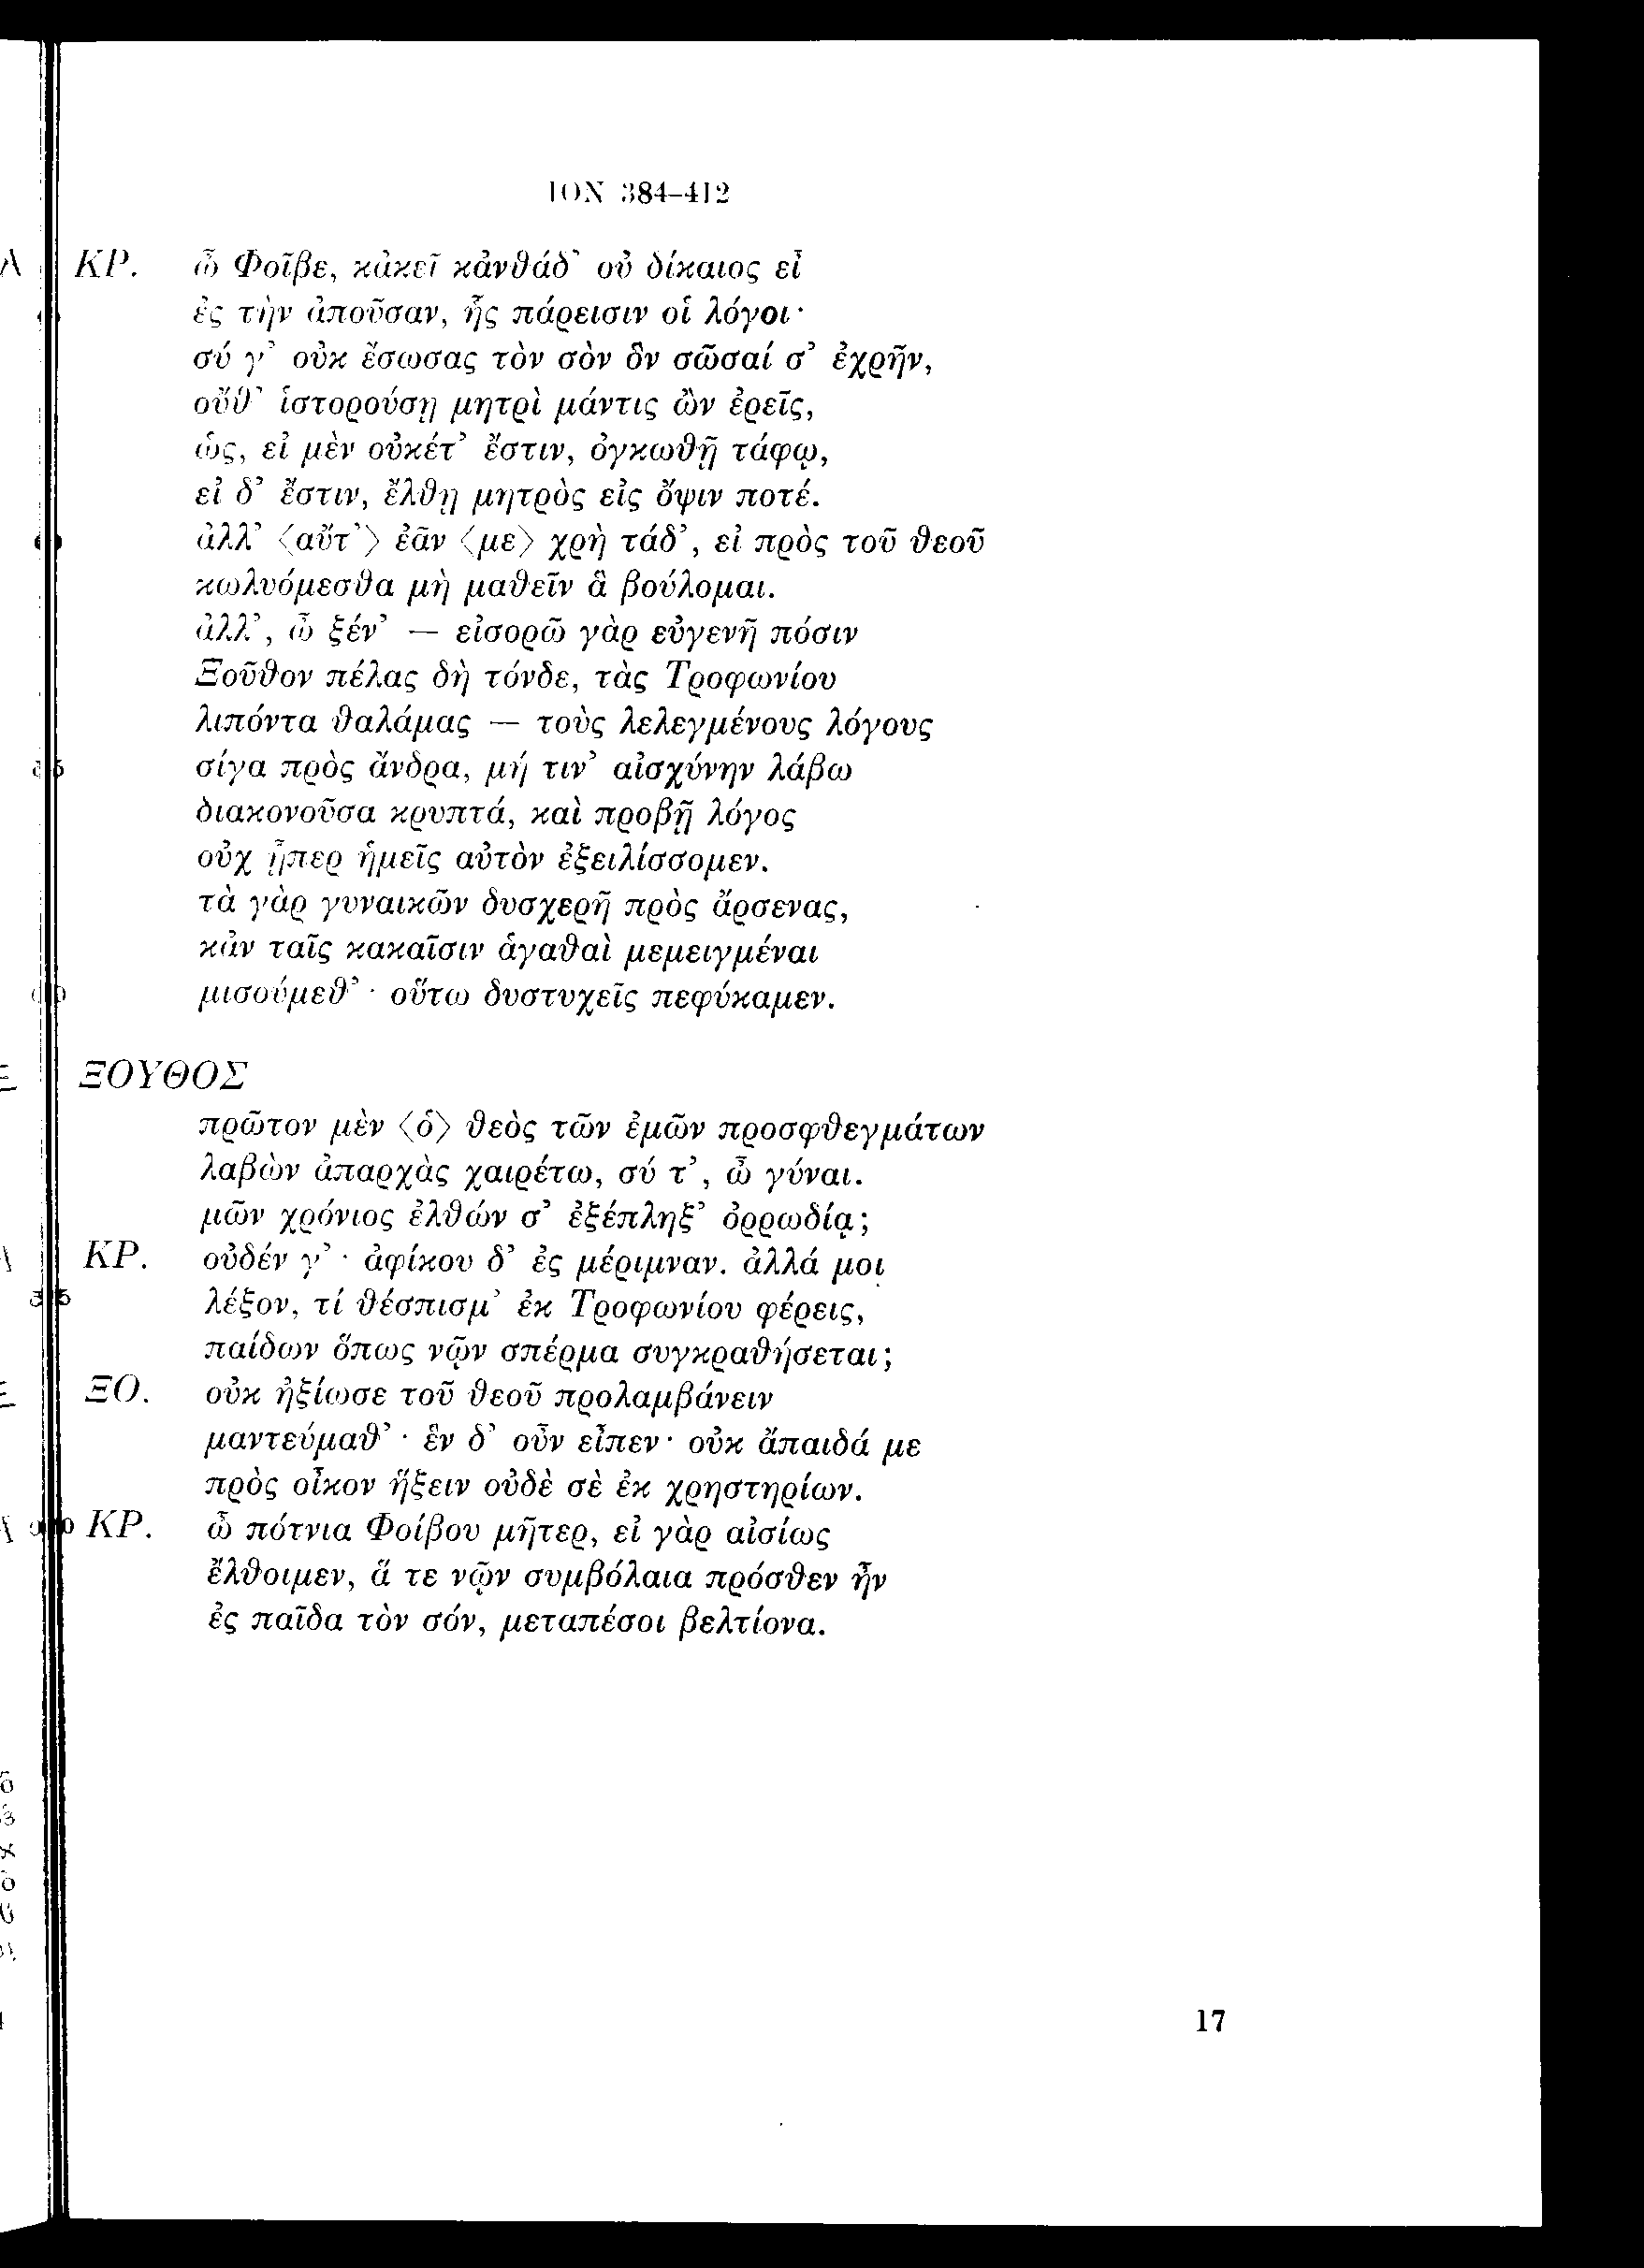 ION 384–412
ΚΡ. ὦ Φοῖβε, κἀκεῖ κἀνθάδ’ οὐ δίκαιος εἶ
ἐς τὴν ἀποῦσαν, ἧς πάρεισιν οἱ λόγοι·
σύ γ’ οὐκ ἔσωσας τὸν σὸν ὃν σῶσαί σ’ ἐχρῆν,
οὔθ’ ἱστορούσῃ μητρὶ μάντις ὢν ἐρεῖς,
ὡς, εἰ μὲν οὐκέτ’ ἔστιν, ὀγκωθῇ τάφῳ,
εἰ δ’ ἔστιν, ἔλθῃ μητρὸς εἰς ὄψιν ποτέ.
ἀλλ’ ⟨αὔτ’⟩ ἐᾶν ⟨με⟩ χρὴ τάδ’, εἰ πρὸς τοῦ θεοῦ
κωλυόμεσθα μὴ μαθεῖν ἃ βούλομαι.
ἀλλ’, ὦ ξέν’ — εἰσορῶ γὰρ εὐγενῆ πόσιν
Ξοῦθον πέλας δὴ τόνδε, τὰς Τροφωνίου
λιπόντα θαλάμας — τοὺς λελεγμένους λόγους
σίγα πρὸς ἄνδρα, μή τιν’ αἰσχύνην λάβω
διακονοῦσα κρυπτά, καὶ προβῇ λόγος
οὐχ ᾗπερ ἡμεῖς αὐτὸν ἐξειλίσσομεν.
τὰ γὰρ γυναικῶν δυσχερῆ πρὸς ἄρσενας,
κἀν ταῖς κακαῖσιν ἁγαθαὶ μεμειγμέναι
μισούμεθ’· οὕτω δυστυχεῖς πεφύκαμεν.
ΞΟΥΘΟΣ
πρῶτον μὲν ⟨ὁ⟩ θεὸς τῶν ἐμῶν προσφθεγμάτων
λαβὼν ἀπαρχὰς χαιρέτω, σύ τ’, ὦ γύναι.
μῶν χρόνιος ἐλθών σ’ ἐξέπληξ’ ὀρρωδίᾳ;
ΚΡ. οὐδέν γ’· ἀφίκου δ’ ἐς μέριμναν. ἀλλά μοι
λέξον, τί θέσπισμ’ ἐκ Τροφωνίου φέρεις,
παίδων ὅπως νῷν σπέρμα συγκραθήσεται;
ΞΟ. οὐκ ἠξίωσε τοῦ θεοῦ προλαμβάνειν
μαντεύμαθ’· ἓν δ’ οὖν εἶπεν· οὐκ ἄπαιδά με
πρὸς οἶκον ἥξειν οὐδὲ σὲ ἐκ χρηστηρίων.
ΚΡ. ὦ πότνια Φοίβου μῆτερ, εἰ γὰρ αἰσίως
ἔλθοιμεν, ἅ τε νῷν συμβόλαια πρόσθεν ἦν
ἐς παῖδα τὸν σόν, μεταπέσοι βελτίονα.
17